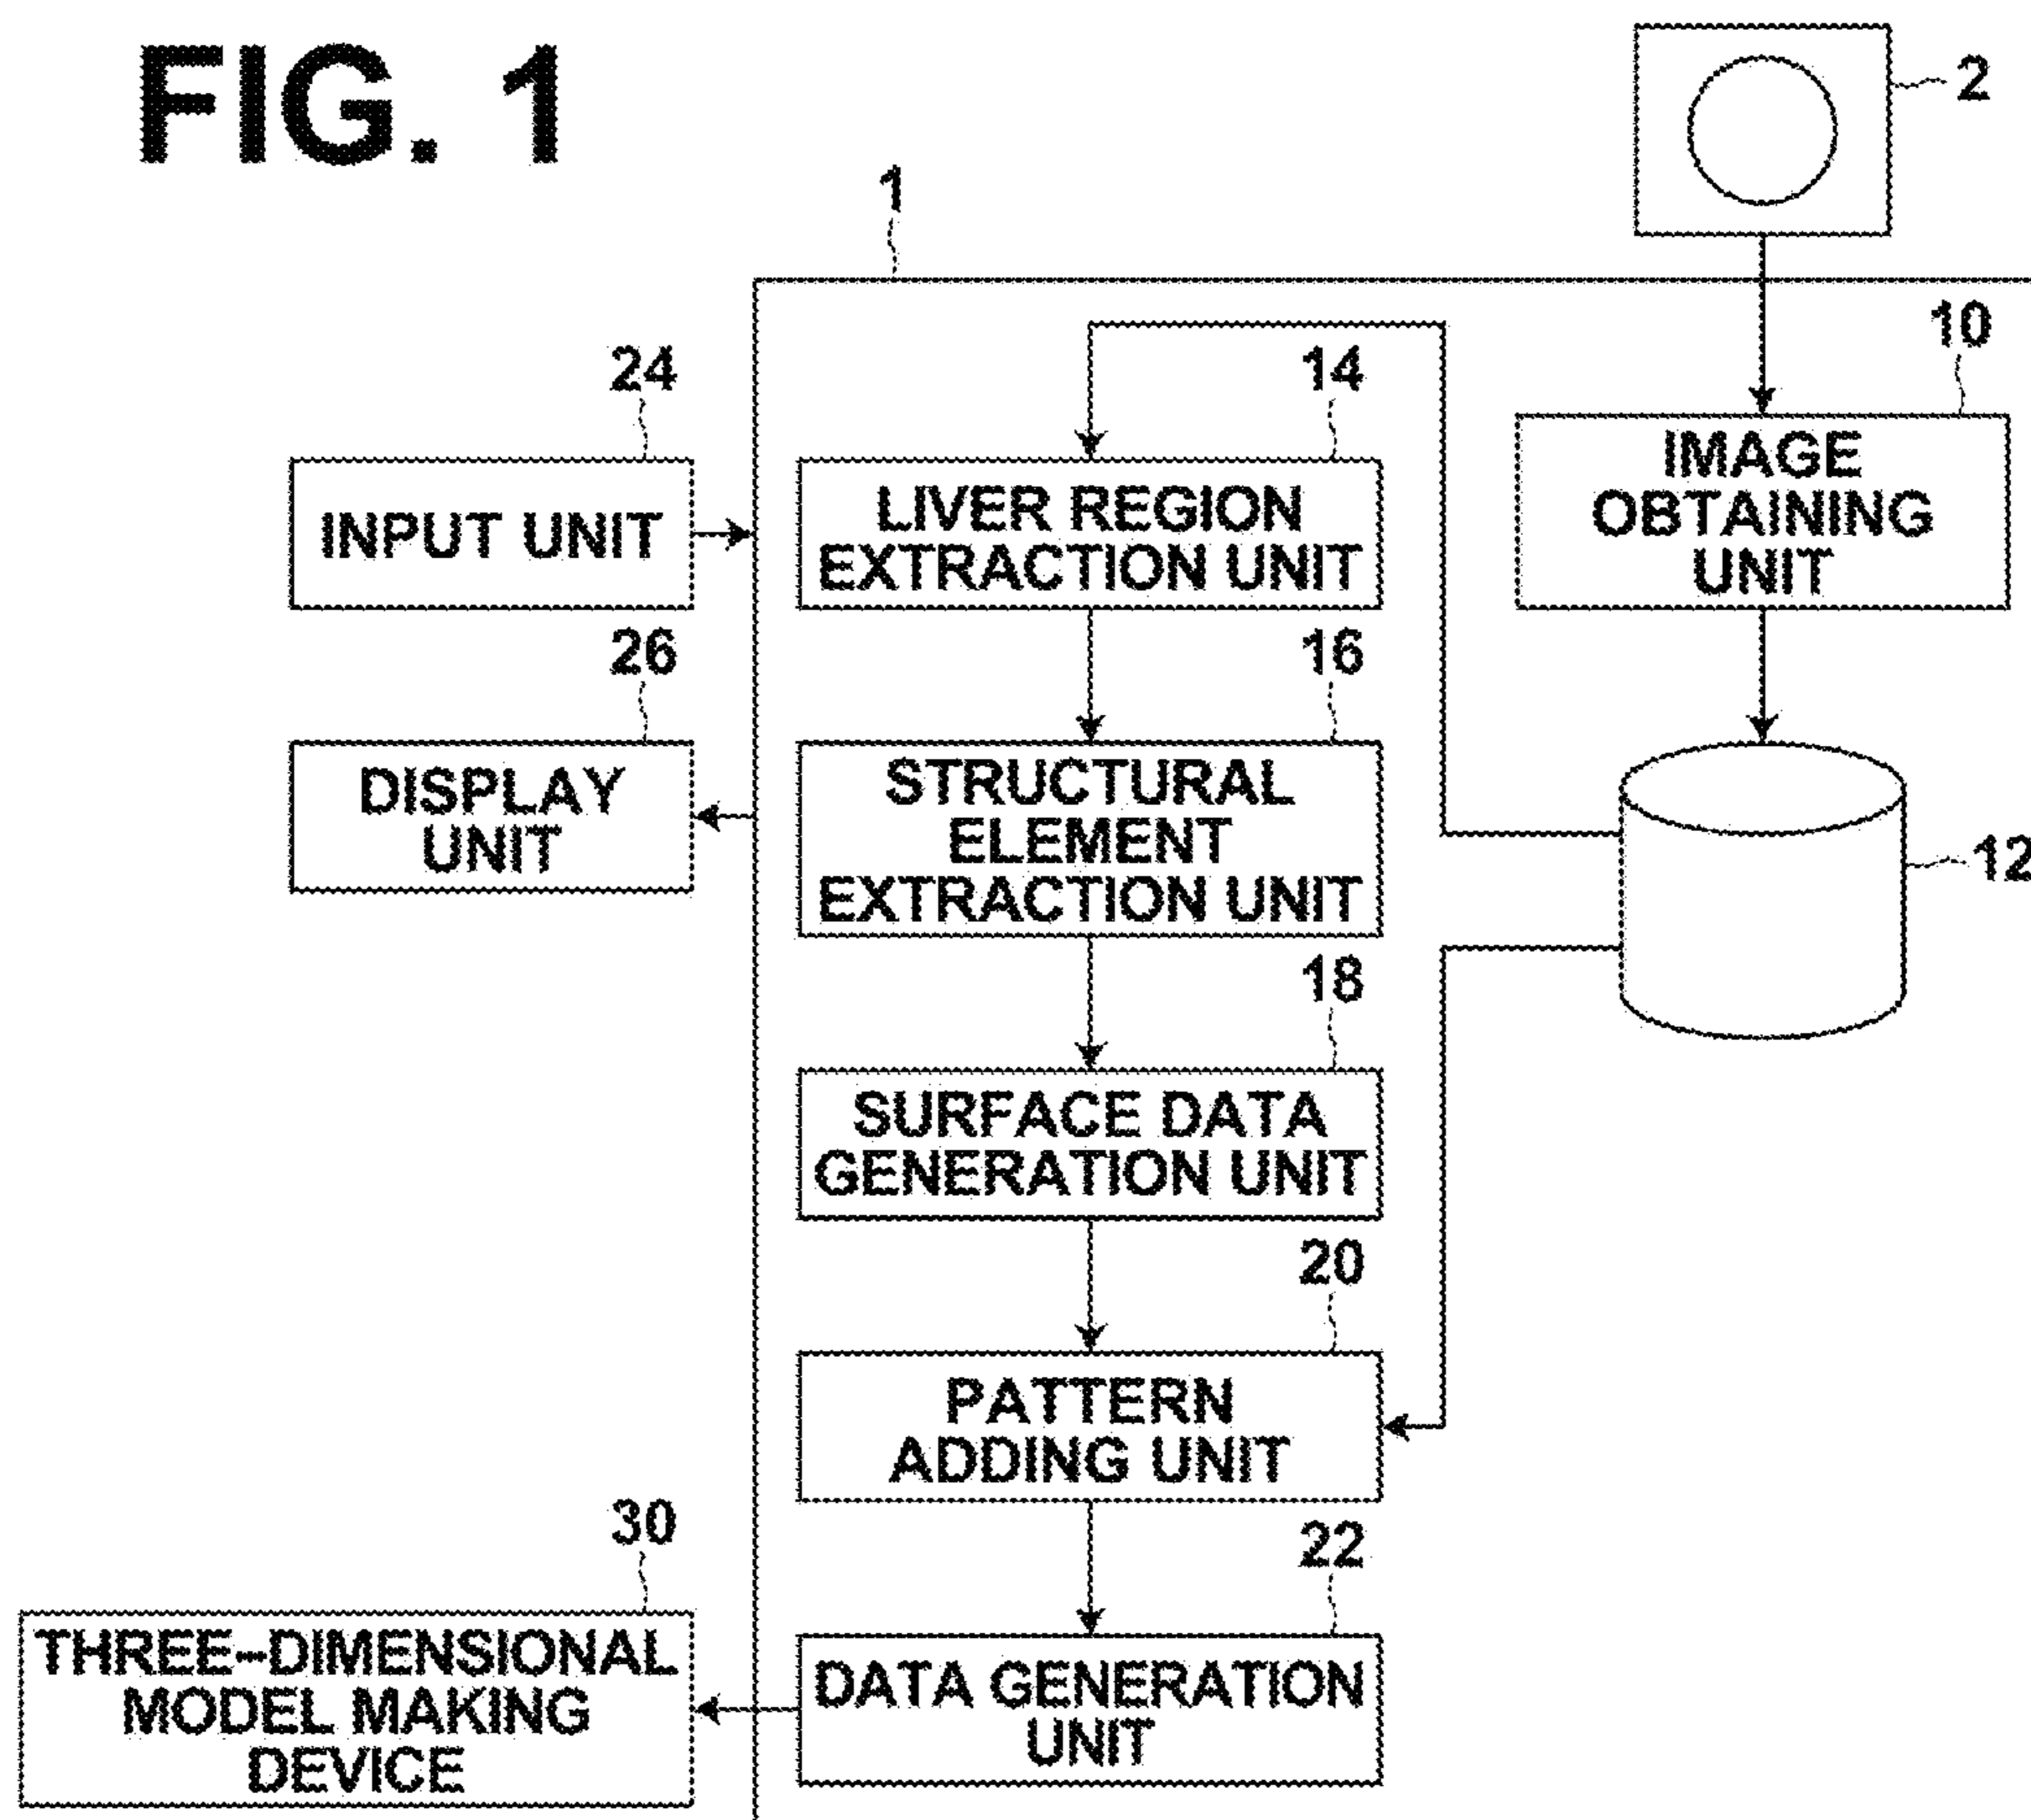 FIG. 1
2
1
10
24
14
INPUT UNIT
LIVER REGION
EXTRACTION UNIT
IMAGE
OBTAINING
UNIT
26
16
DISPLAY
UNIT
STRUCTURAL
ELEMENT
EXTRACTION UNIT
12
18
SURFACE DATA
GENERATION UNIT
20
PATTERN
ADDING UNIT
30
22
THREE-DIMENSIONAL
MODEL MAKING
DEVICE
DATA GENERATION
UNIT